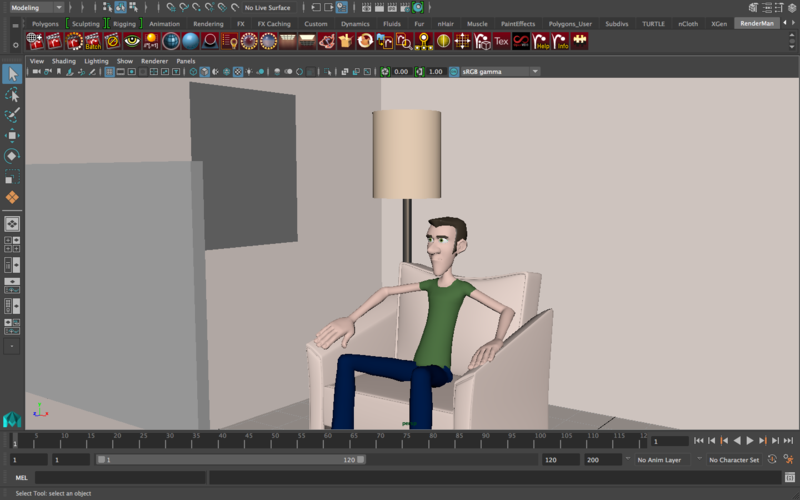 Modeling No Live Surface
Polygons Sculpting Rigging Animation Rendering FX FX Caching Custom Dynamics Fluids Fur nHair Muscle PaintEffects Polygons_User Subdivs TURTLE nCloth XGen RenderMan
Batch Tex Help Info
View Shading Lighting Show Renderer Panels
0.00 1.00 sRGB gamma
persp
1 5 10 15 20 25 30 35 40 45 50 55 60 65 70 75 80 85 90 95 100 105 110 115 12 1
1 1 1 120 120 200 No Anim Layer No Character Set
MEL
Select Tool: select an object